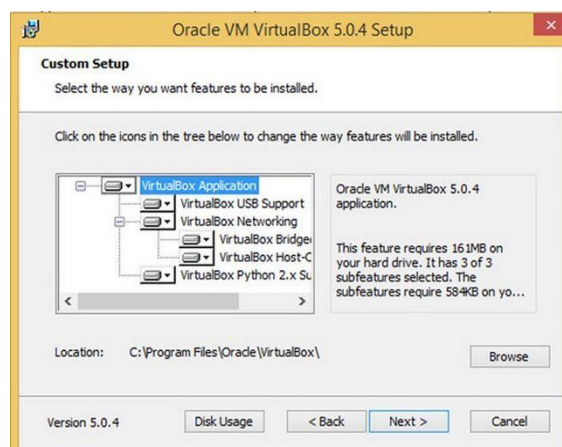 Oracle VM VirtualBox 5.0.4 Setup
Custom Setup
Select the way you want features to be installed.
Click on the icons in the tree below to change the way features will be installed.
VirtualBox Application
VirtualBox USB Support
VirtualBox Networking
VirtualBox Bridge
VirtualBox Host-C
VirtualBox Python 2.x Su
Oracle VM VirtualBox 5.0.4
application.
This feature requires 161MB on
your hard drive. It has 3 of 3
subfeatures selected. The
subfeatures require 584KB on yo...
Location: C:\Program Files\Oracle\VirtualBox\
Browse
Version 5.0.4
Disk Usage
< Back
Next >
Cancel